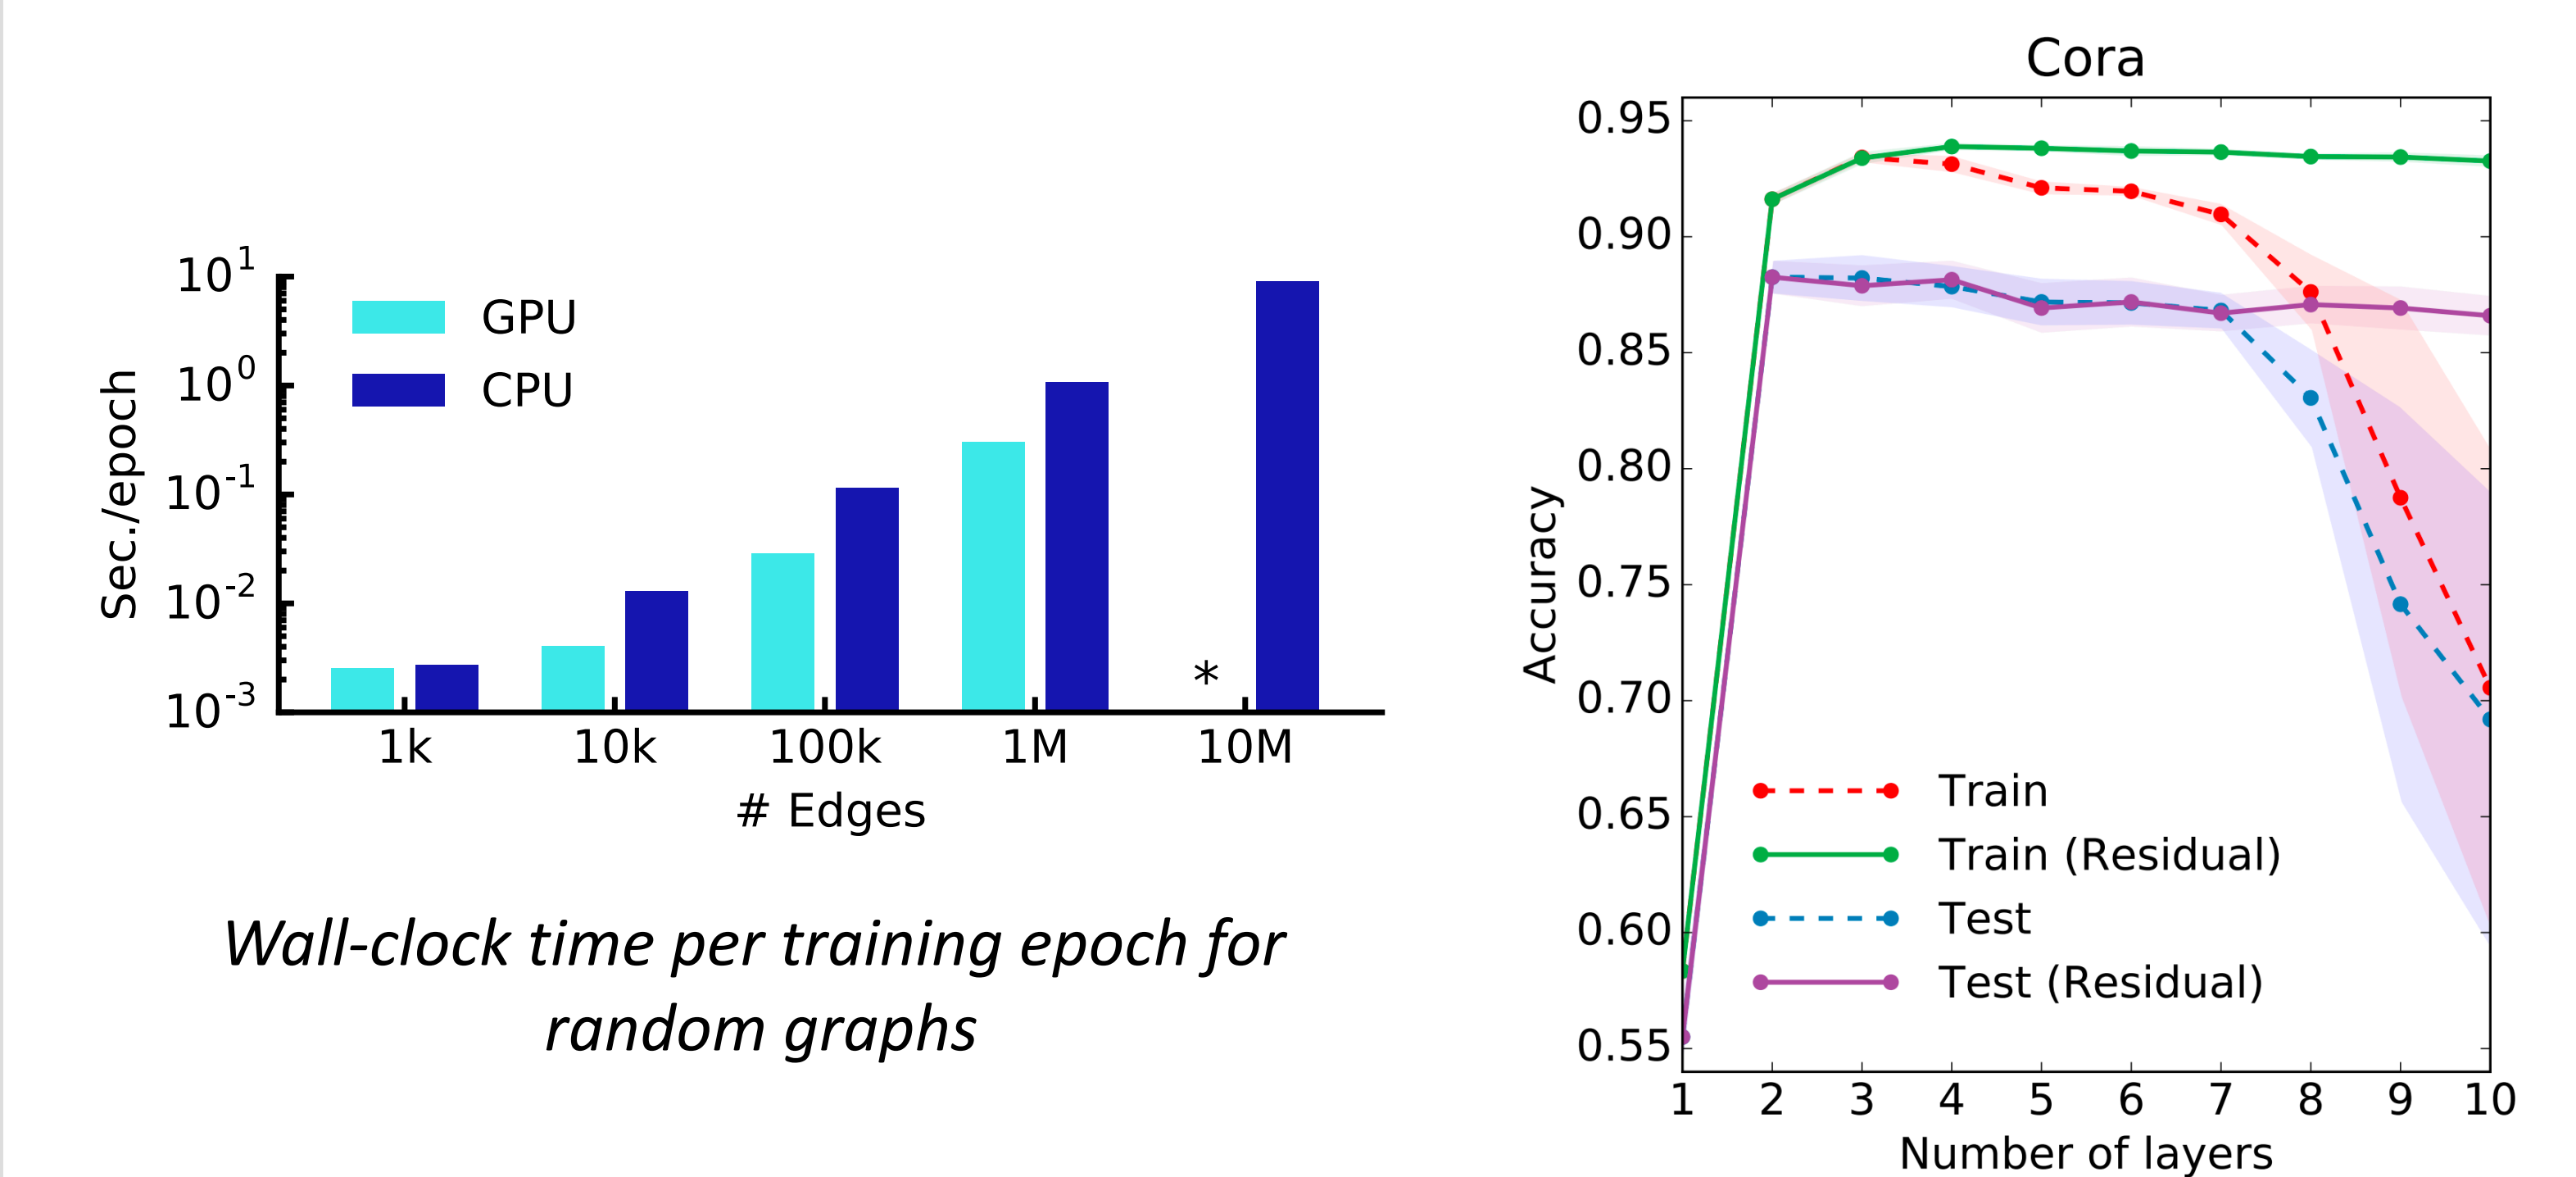 10^1
10^0
10^-1
10^-2
10^-3
Sec./epoch
GPU
CPU
*
1k 10k 100k 1M 10M
# Edges
Wall-clock time per training epoch for
random graphs
Cora
0.95
0.90
0.85
0.80
0.75
0.70
0.65
0.60
0.55
Accuracy
Train
Train (Residual)
Test
Test (Residual)
1 2 3 4 5 6 7 8 9 10
Number of layers